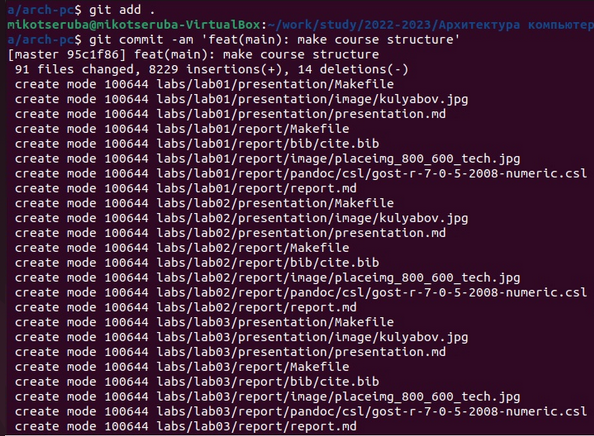 a/arch-pc$ git add .
mikotseruba@mikotseruba-VirtualBox:~/work/study/2022-2023/Архитектура компьютер
a/arch-pc$ git commit -am 'feat(main): make course structure'
[master 95c1f86] feat(main): make course structure
 91 files changed, 8229 insertions(+), 14 deletions(-)
 create mode 100644 labs/lab01/presentation/Makefile
 create mode 100644 labs/lab01/presentation/image/kulyabov.jpg
 create mode 100644 labs/lab01/presentation/presentation.md
 create mode 100644 labs/lab01/report/Makefile
 create mode 100644 labs/lab01/report/bib/cite.bib
 create mode 100644 labs/lab01/report/image/placeimg_800_600_tech.jpg
 create mode 100644 labs/lab01/report/pandoc/csl/gost-r-7-0-5-2008-numeric.csl
 create mode 100644 labs/lab01/report/report.md
 create mode 100644 labs/lab02/presentation/Makefile
 create mode 100644 labs/lab02/presentation/image/kulyabov.jpg
 create mode 100644 labs/lab02/presentation/presentation.md
 create mode 100644 labs/lab02/report/Makefile
 create mode 100644 labs/lab02/report/bib/cite.bib
 create mode 100644 labs/lab02/report/image/placeimg_800_600_tech.jpg
 create mode 100644 labs/lab02/report/pandoc/csl/gost-r-7-0-5-2008-numeric.csl
 create mode 100644 labs/lab02/report/report.md
 create mode 100644 labs/lab03/presentation/Makefile
 create mode 100644 labs/lab03/presentation/image/kulyabov.jpg
 create mode 100644 labs/lab03/presentation/presentation.md
 create mode 100644 labs/lab03/report/Makefile
 create mode 100644 labs/lab03/report/bib/cite.bib
 create mode 100644 labs/lab03/report/image/placeimg_800_600_tech.jpg
 create mode 100644 labs/lab03/report/pandoc/csl/gost-r-7-0-5-2008-numeric.csl
 create mode 100644 labs/lab03/report/report.md